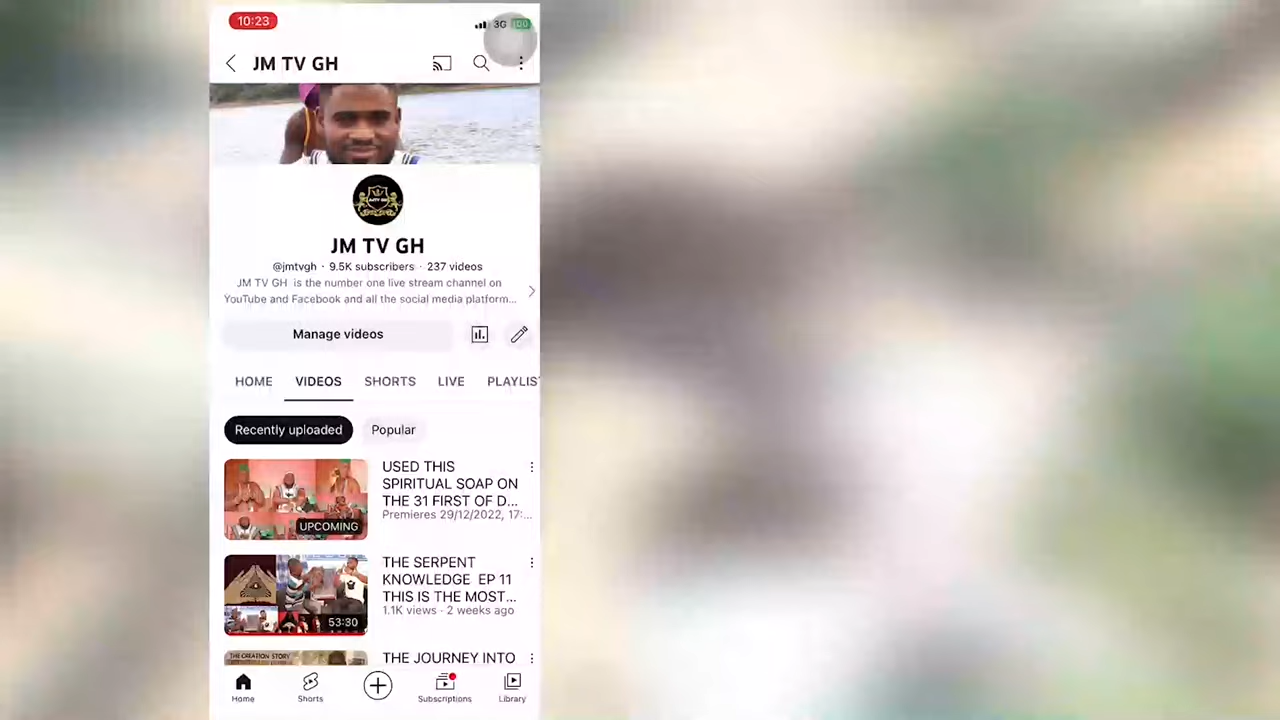 10:23
3G
100
JM TV GH
JM TV GH
@jmtvgh · 9.5K subscribers · 237 videos
JM TV GH is the number one live stream channel on
YouTube and Facebook and all the social media platform...
Manage videos
HOME VIDEOS SHORTS LIVE PLAYLIS
Recently uploaded Popular
USED THIS
SPIRITUAL SOAP ON
THE 31 FIRST OF D...
Premieres 29/12/2022, 17:...
UPCOMING
THE SERPENT
KNOWLEDGE EP 11
THIS IS THE MOST...
1.1K views · 2 weeks ago
53:30
THE CREATION STORY
THE JOURNEY INTO
Home Shorts Subscriptions Library